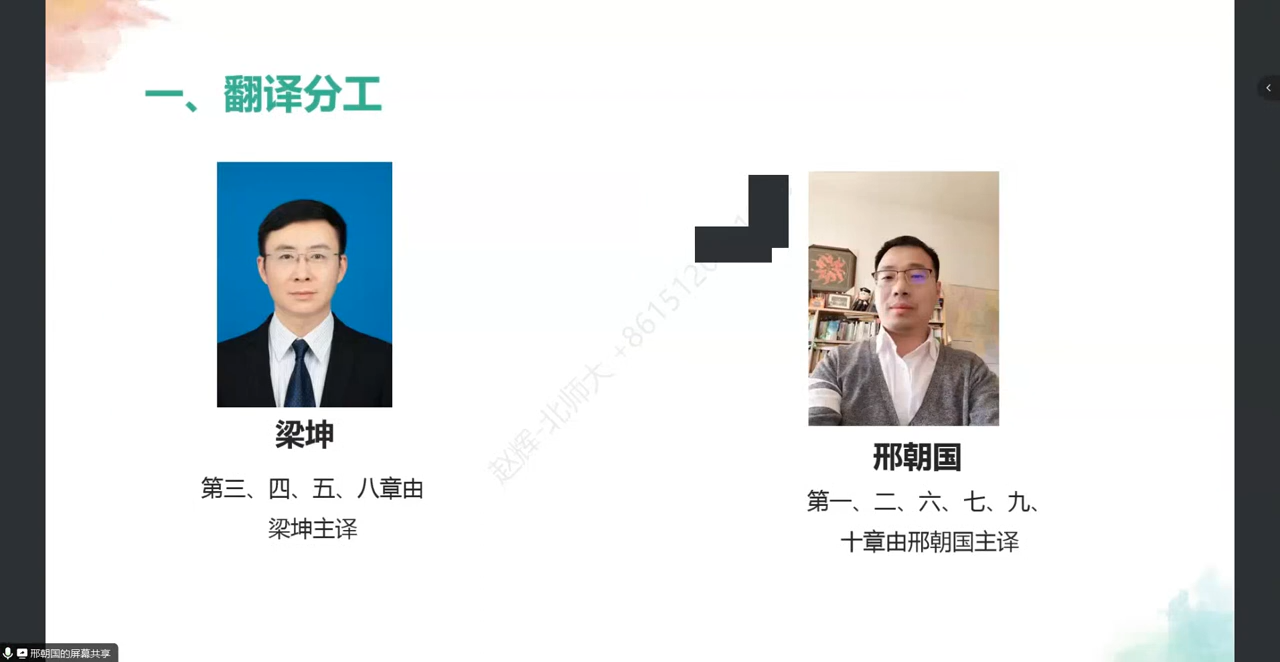 一、翻译分工
梁坤
第三、四、五、八章由
梁坤主译
邢朝国
第一、二、六、七、九、
十章由邢朝国主译
赵辉-北师大 +8615126
邢朝国的屏幕共享